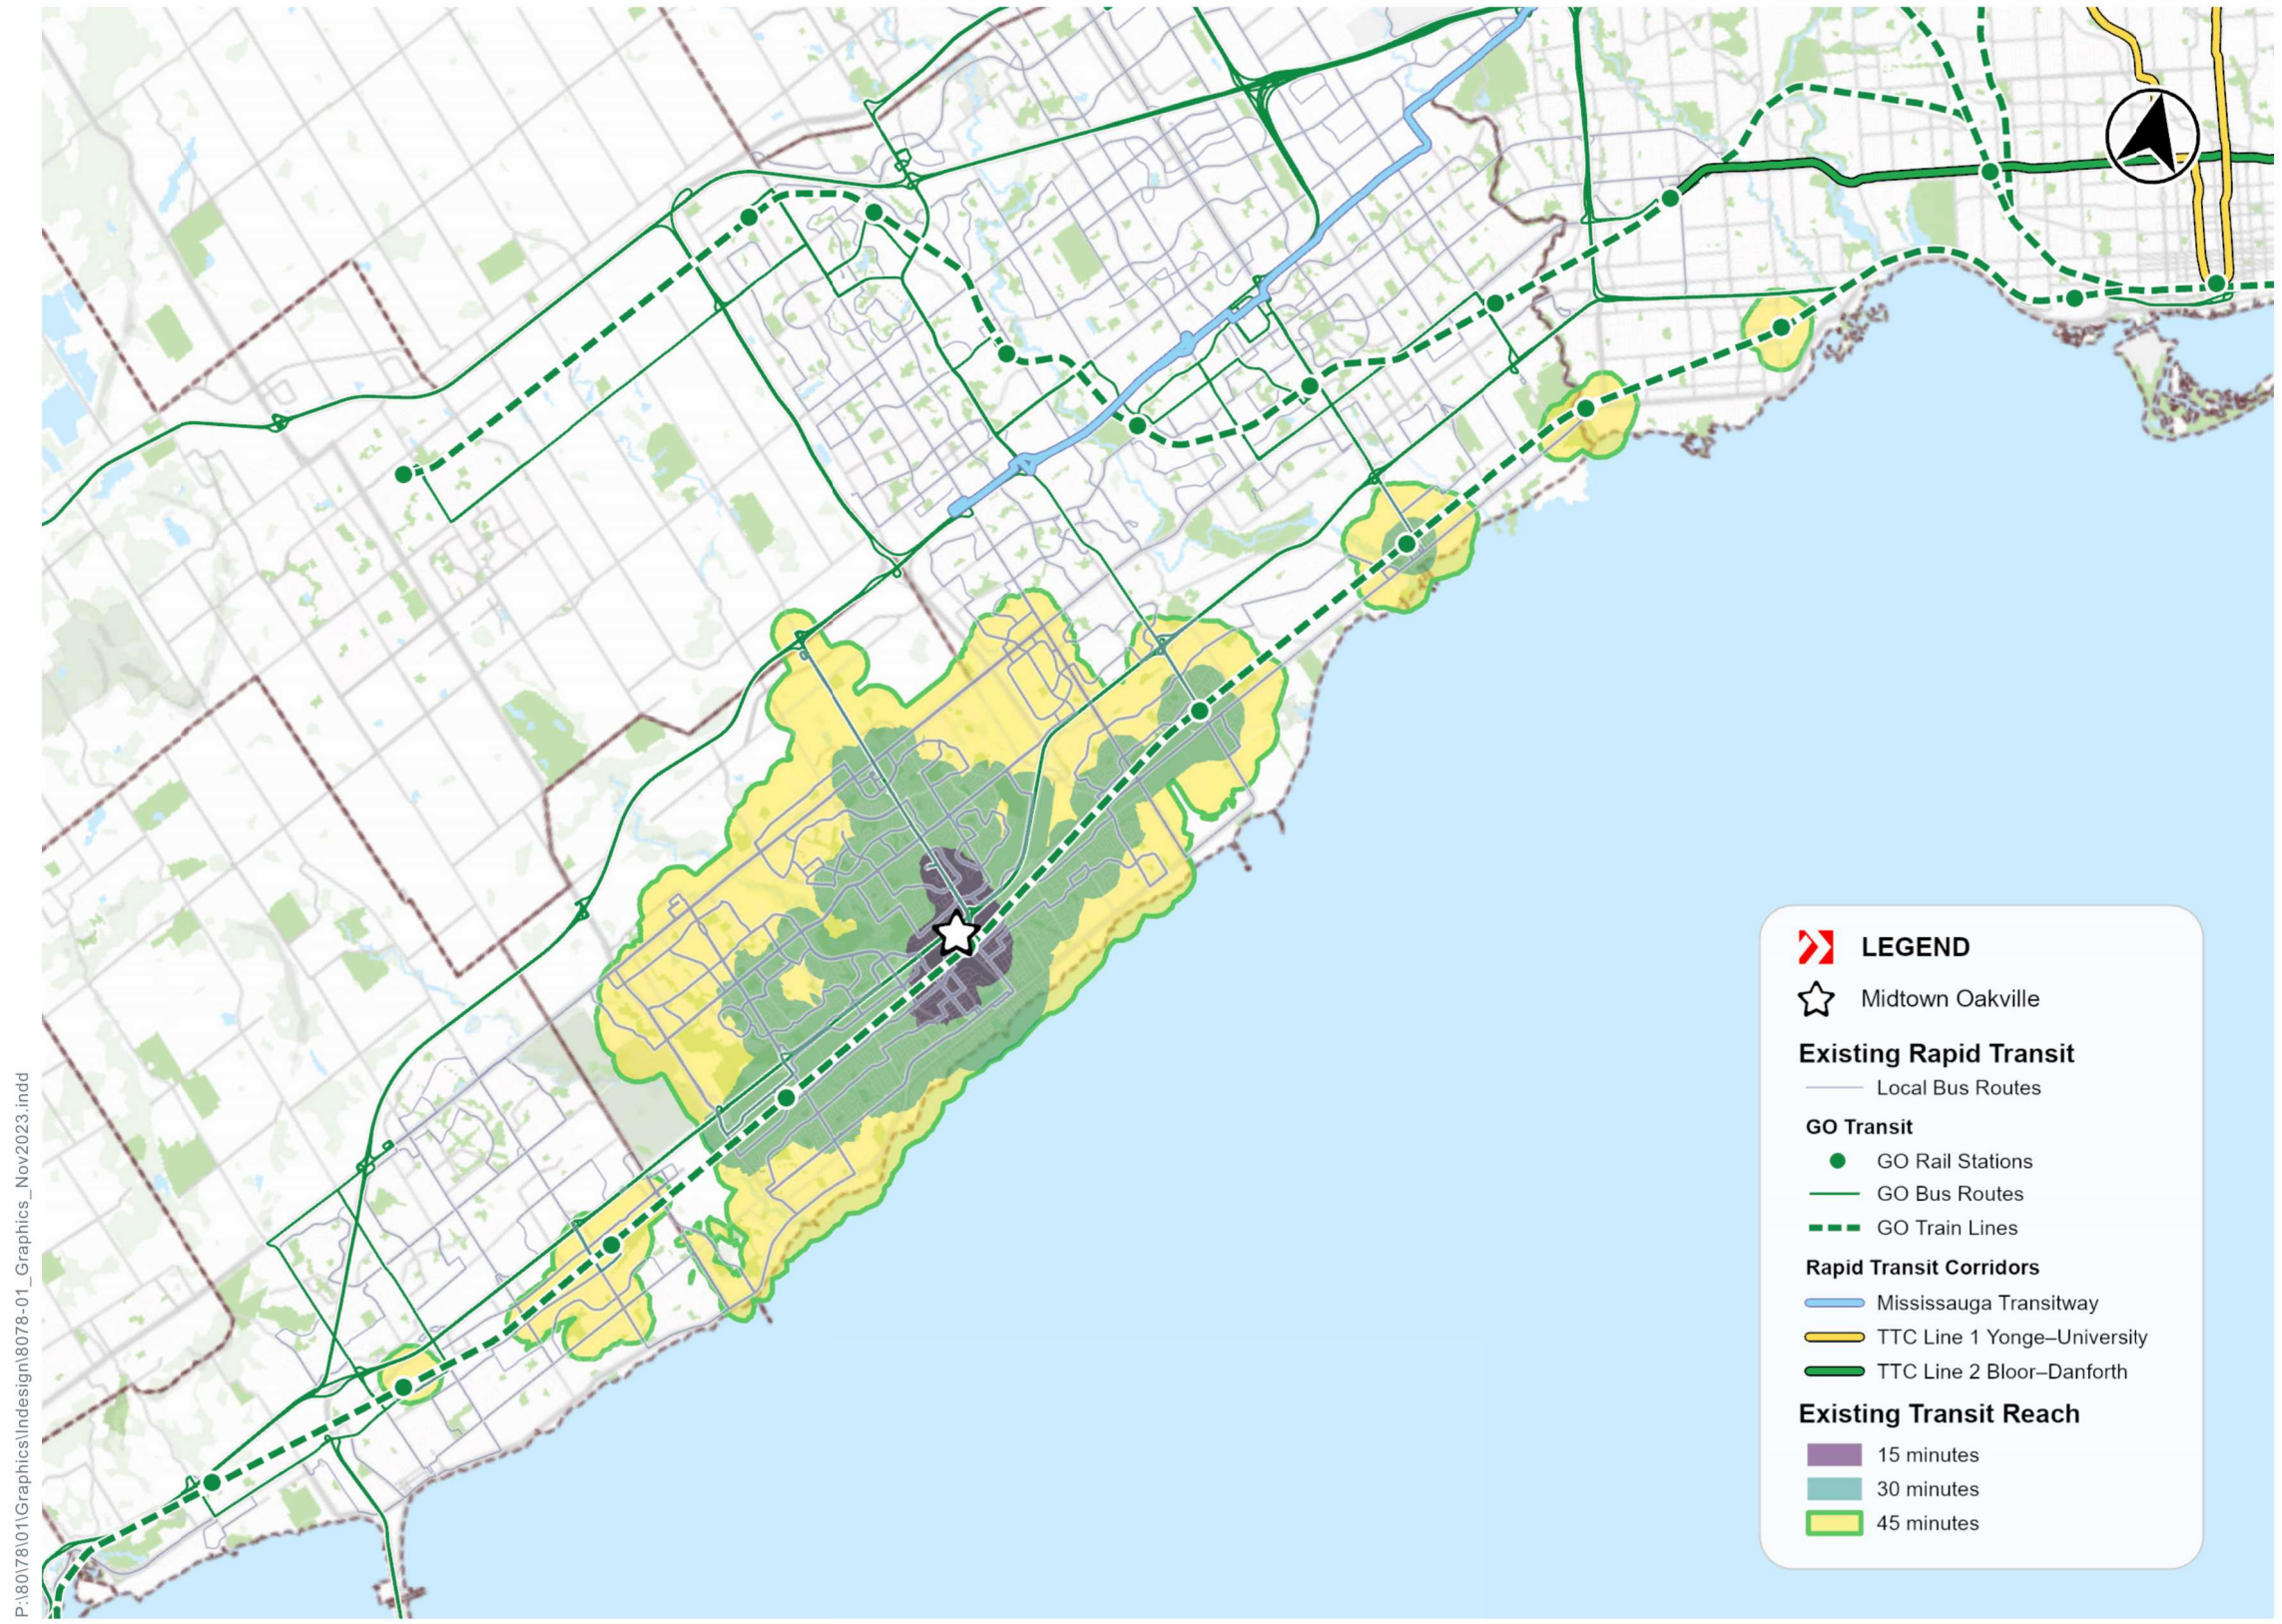 P:\80\78\01\Graphics\Indesign\8078-01_Graphics_Nov2023.indd
LEGEND
Midtown Oakville
Existing Rapid Transit
Local Bus Routes
GO Transit
GO Rail Stations
GO Bus Routes
GO Train Lines
Rapid Transit Corridors
Mississauga Transitway
TTC Line 1 Yonge–University
TTC Line 2 Bloor–Danforth
Existing Transit Reach
15 minutes
30 minutes
45 minutes